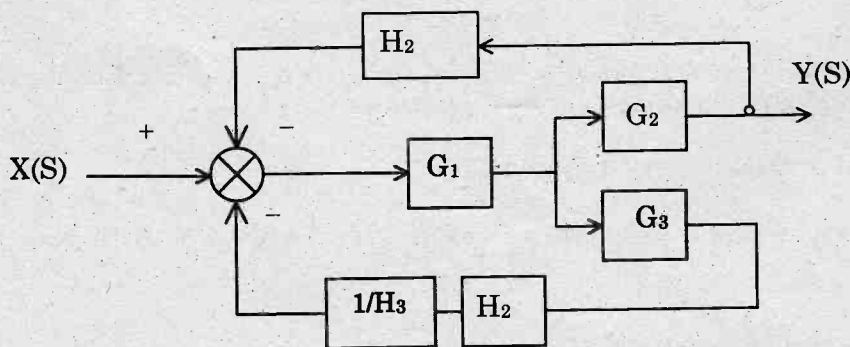 H₂
Y(S)
+
−
G₂
X(S)
G₁
−
G₃
1/H₃
H₂